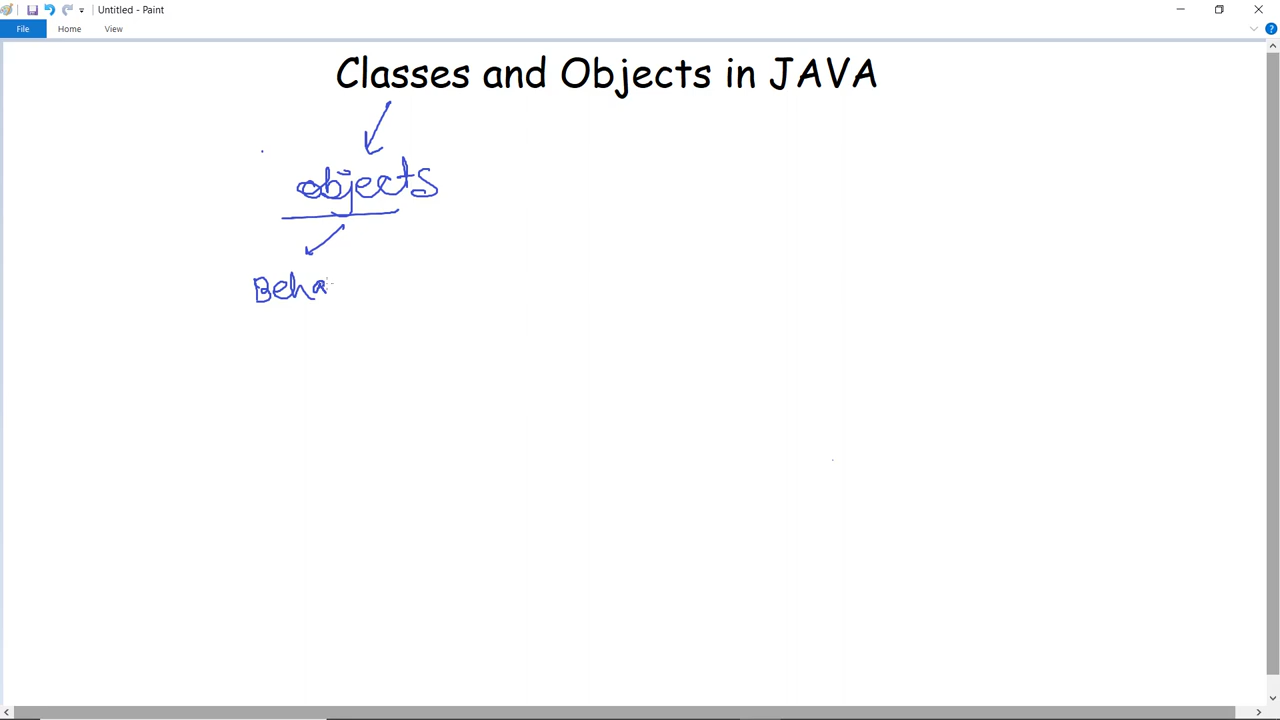 Untitled - Paint
File Home View
Classes and Objects in JAVA
objects
Beha